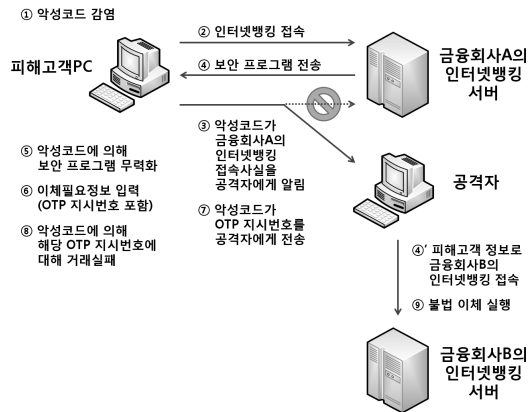 ① 악성코드 감염
피해고객PC
② 인터넷뱅킹 접속
④ 보안 프로그램 전송
금융회사A의
인터넷뱅킹
서버
③ 악성코드가
금융회사A의
인터넷뱅킹
접속사실을
공격자에게 알림
⑤ 악성코드에 의해
보안 프로그램 무력화
⑥ 이체필요정보 입력
(OTP 지시번호 포함)
⑦ 악성코드가
OTP 지시번호를
공격자에게 전송
⑧ 악성코드에 의해
해당 OTP 지시번호에
대해 거래실패
공격자
④′ 피해고객 정보로
금융회사B의
인터넷뱅킹 접속
⑨ 불법 이체 실행
금융회사B의
인터넷뱅킹
서버